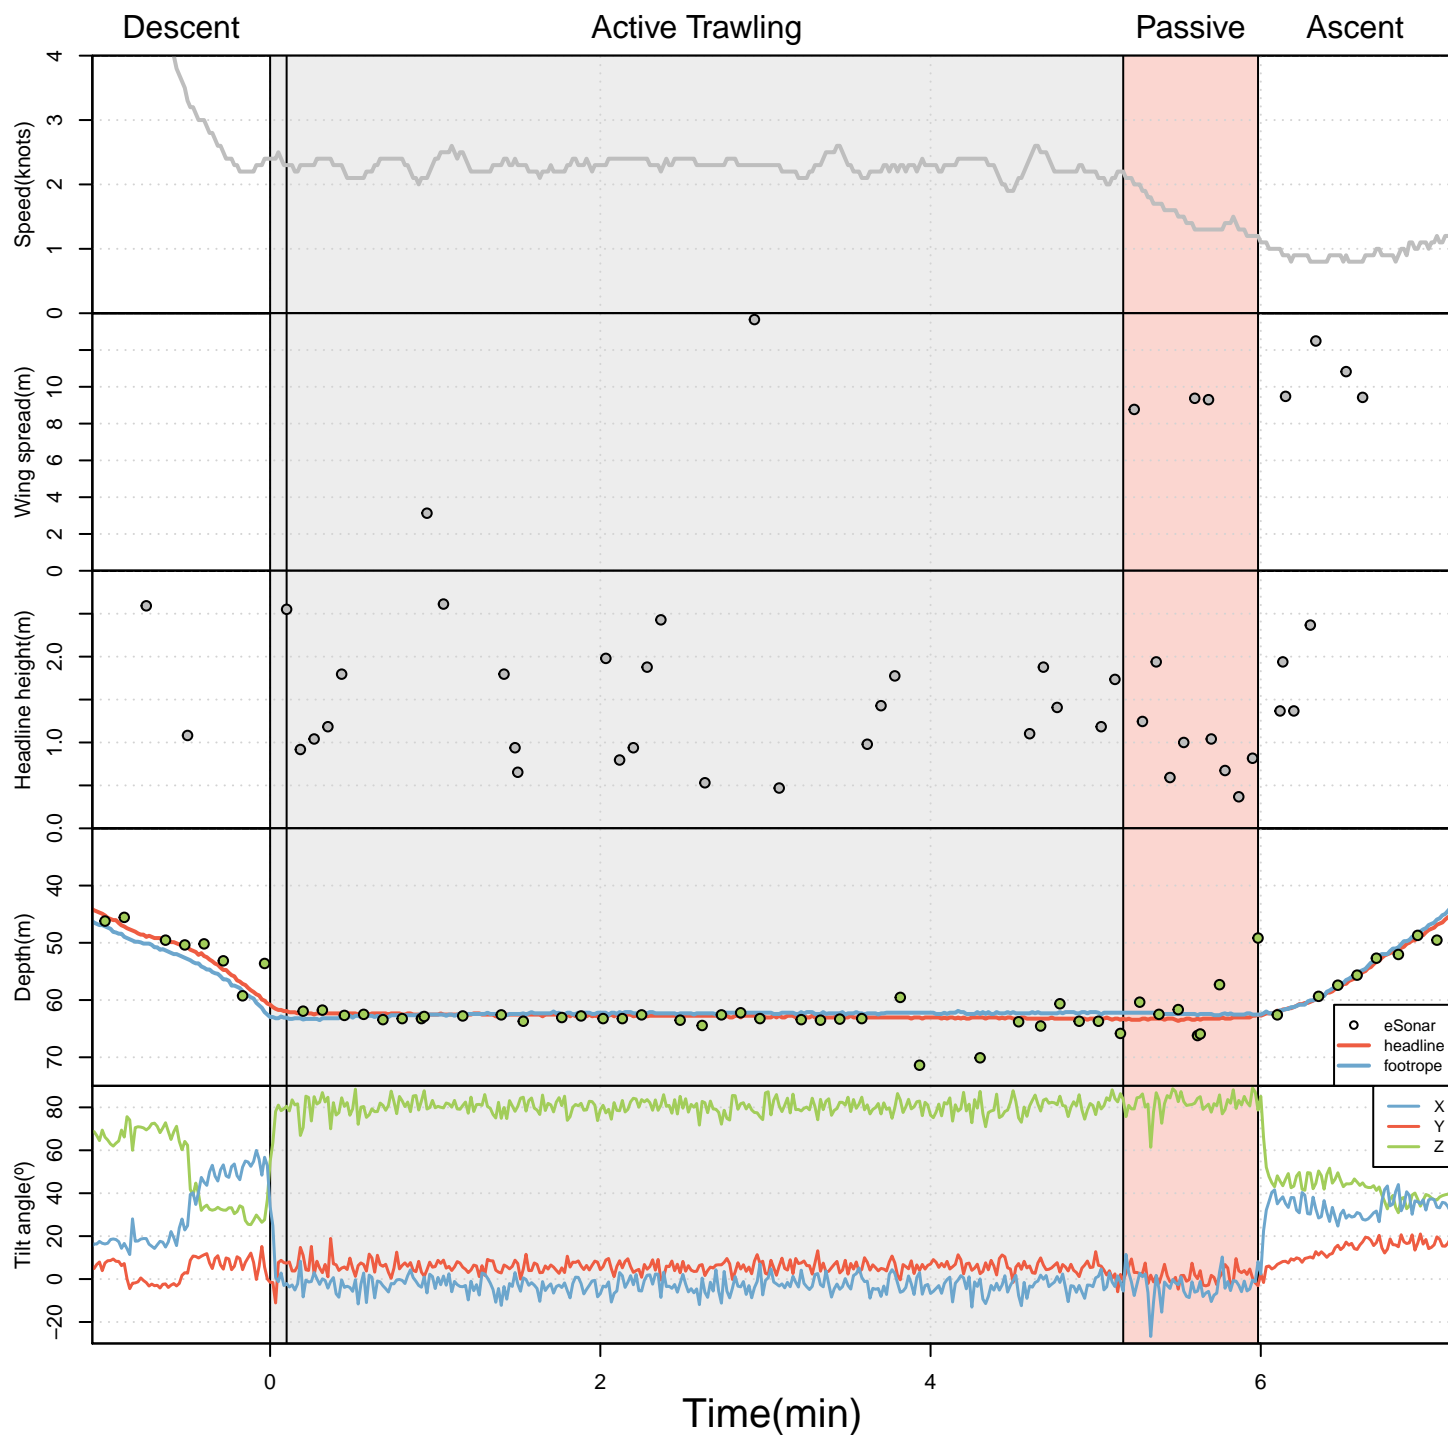 Descent Active Trawling Passive Ascent
Speed(knots)
4
3
2
1
0
Wing spread(m)
10
8
6
4
2
0
Headline height(m)
2.0
1.0
0.0
Depth(m)
40
50
60
70
eSonar
headline
footrope
Tilt angle(º)
80
60
40
20
0
−20
X
Y
Z
0 2 4 6
Time(min)